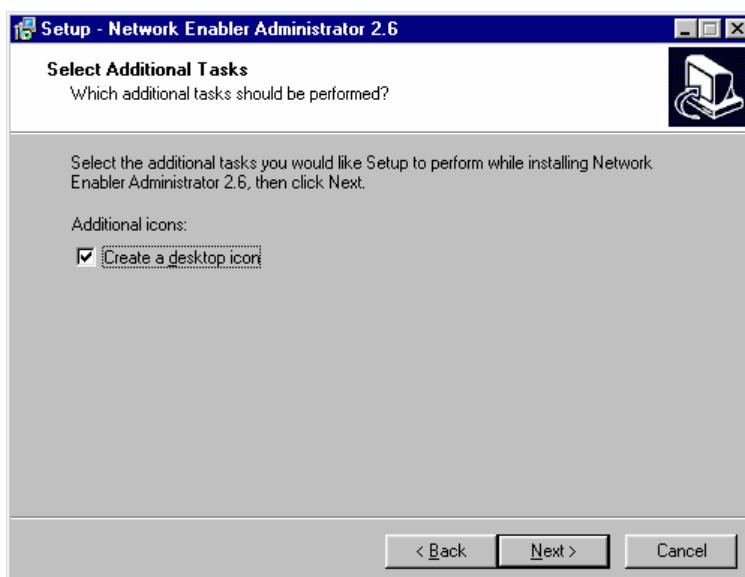 Setup - Network Enabler Administrator 2.6
Select Additional Tasks
Which additional tasks should be performed?
Select the additional tasks you would like Setup to perform while installing Network
Enabler Administrator 2.6, then click Next.
Additional icons:
Create a desktop icon
< Back
Next >
Cancel